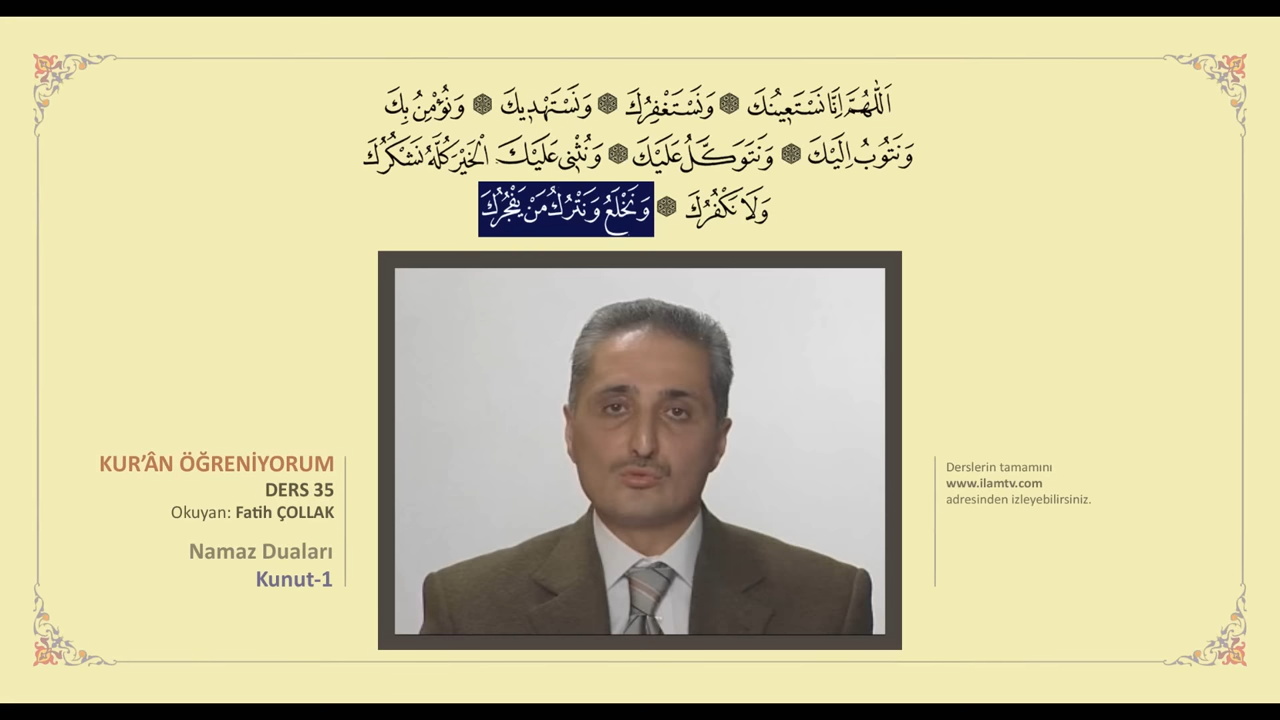 اَللّٰهُمَّ اِنَّا نَسْتَعِينُكَ ۞ وَنَسْتَغْفِرُكَ ۞ وَنَسْتَهْدِيكَ ۞ وَنُؤْمِنُ بِكَ
وَنَتُوبُ اِلَيْكَ ۞ وَنَتَوَكَّلُ عَلَيْكَ ۞ وَنُثْنِى عَلَيْكَ الْخَيْرَ كُلَّهُ نَشْكُرُكَ
وَلَا نَكْفُرُكَ ۞ وَنَخْلَعُ وَنَتْرُكُ مَنْ يَفْجُرُكَ
KUR’ÂN ÖĞRENİYORUM
DERS 35
Okuyan: Fatih ÇOLLAK
Namaz Duaları
Kunut-1
Derslerin tamamını
www.ilamtv.com
adresinden izleyebilirsiniz.